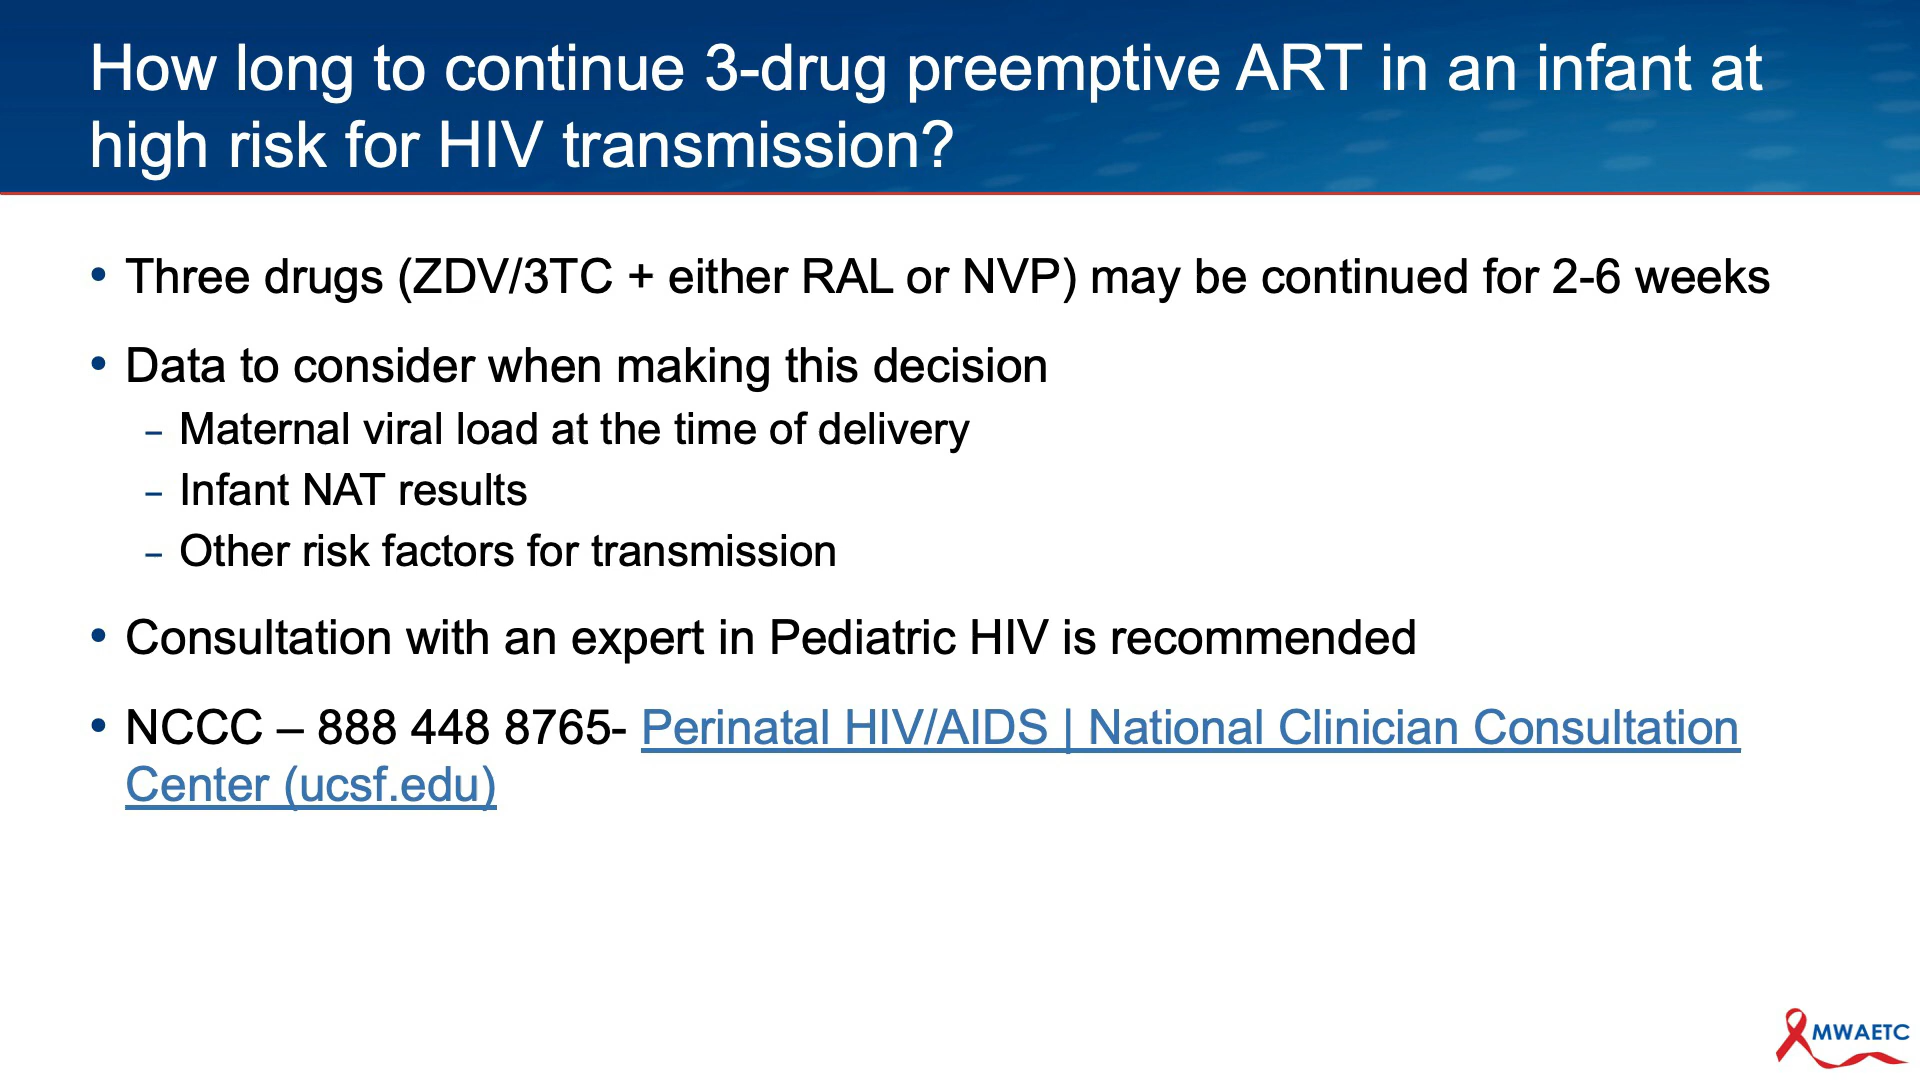 How long to continue 3-drug preemptive ART in an infant at
high risk for HIV transmission?
• Three drugs (ZDV/3TC + either RAL or NVP) may be continued for 2-6 weeks
• Data to consider when making this decision
– Maternal viral load at the time of delivery
– Infant NAT results
– Other risk factors for transmission
• Consultation with an expert in Pediatric HIV is recommended
• NCCC – 888 448 8765- Perinatal HIV/AIDS | National Clinician Consultation
Center (ucsf.edu)
MWAETC